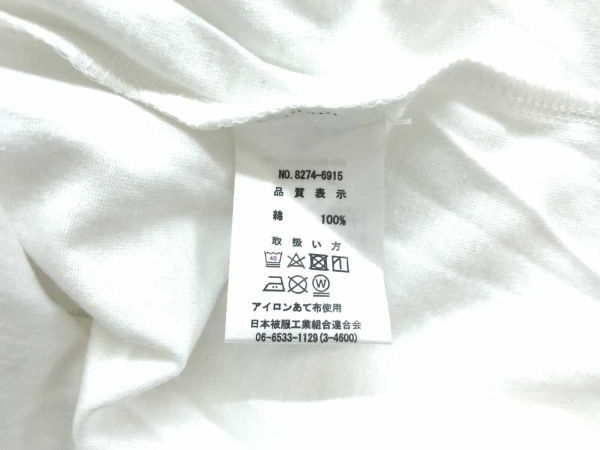 NO.8274-6915
品質表示
綿 100%
取扱い方
40
W
アイロンあて布使用
日本被服工業組合連合会
06-6533-1129(3-4600)